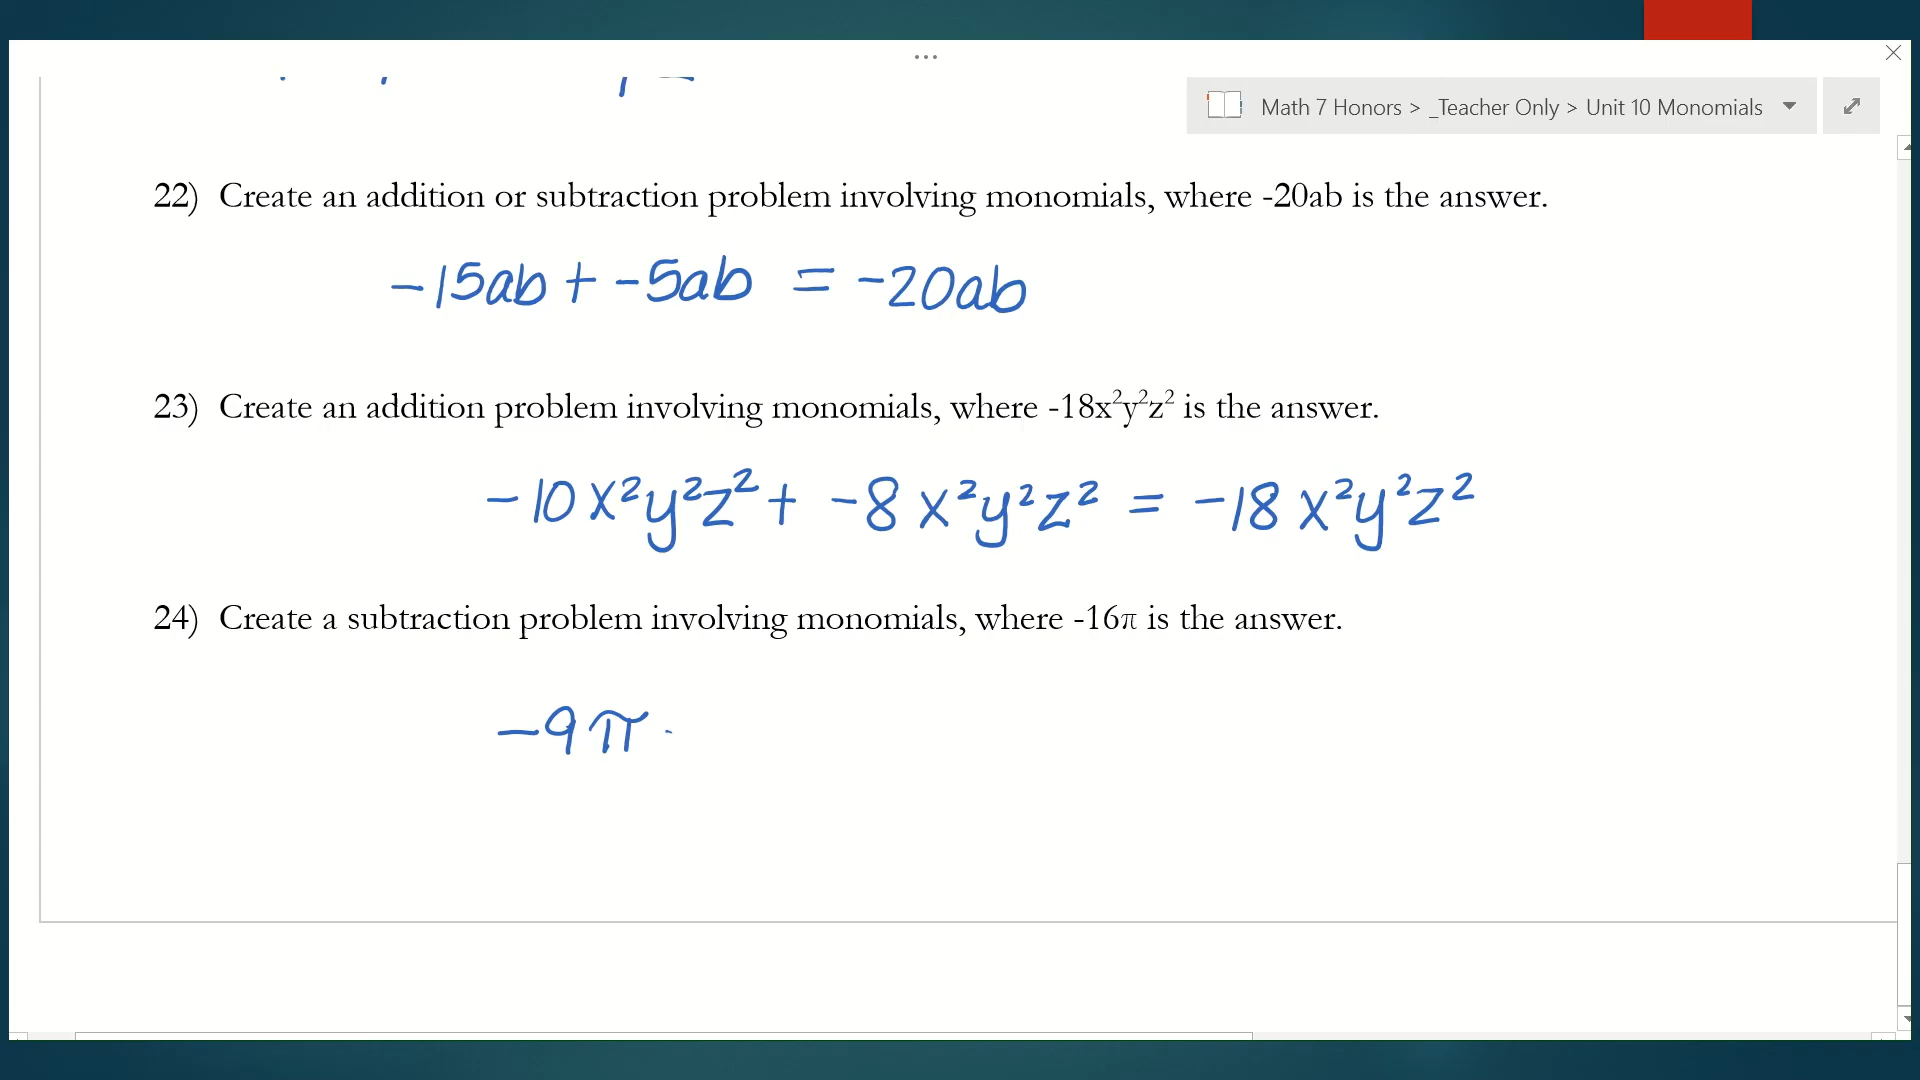 Math 7 Honors > _Teacher Only > Unit 10 Monomials
22) Create an addition or subtraction problem involving monomials, where -20ab is the answer.
-15ab + -5ab = -20ab
23) Create an addition problem involving monomials, where -18x²y²z² is the answer.
-10x²y²z² + -8x²y²z² = -18x²y²z²
24) Create a subtraction problem involving monomials, where -16π is the answer.
-9π